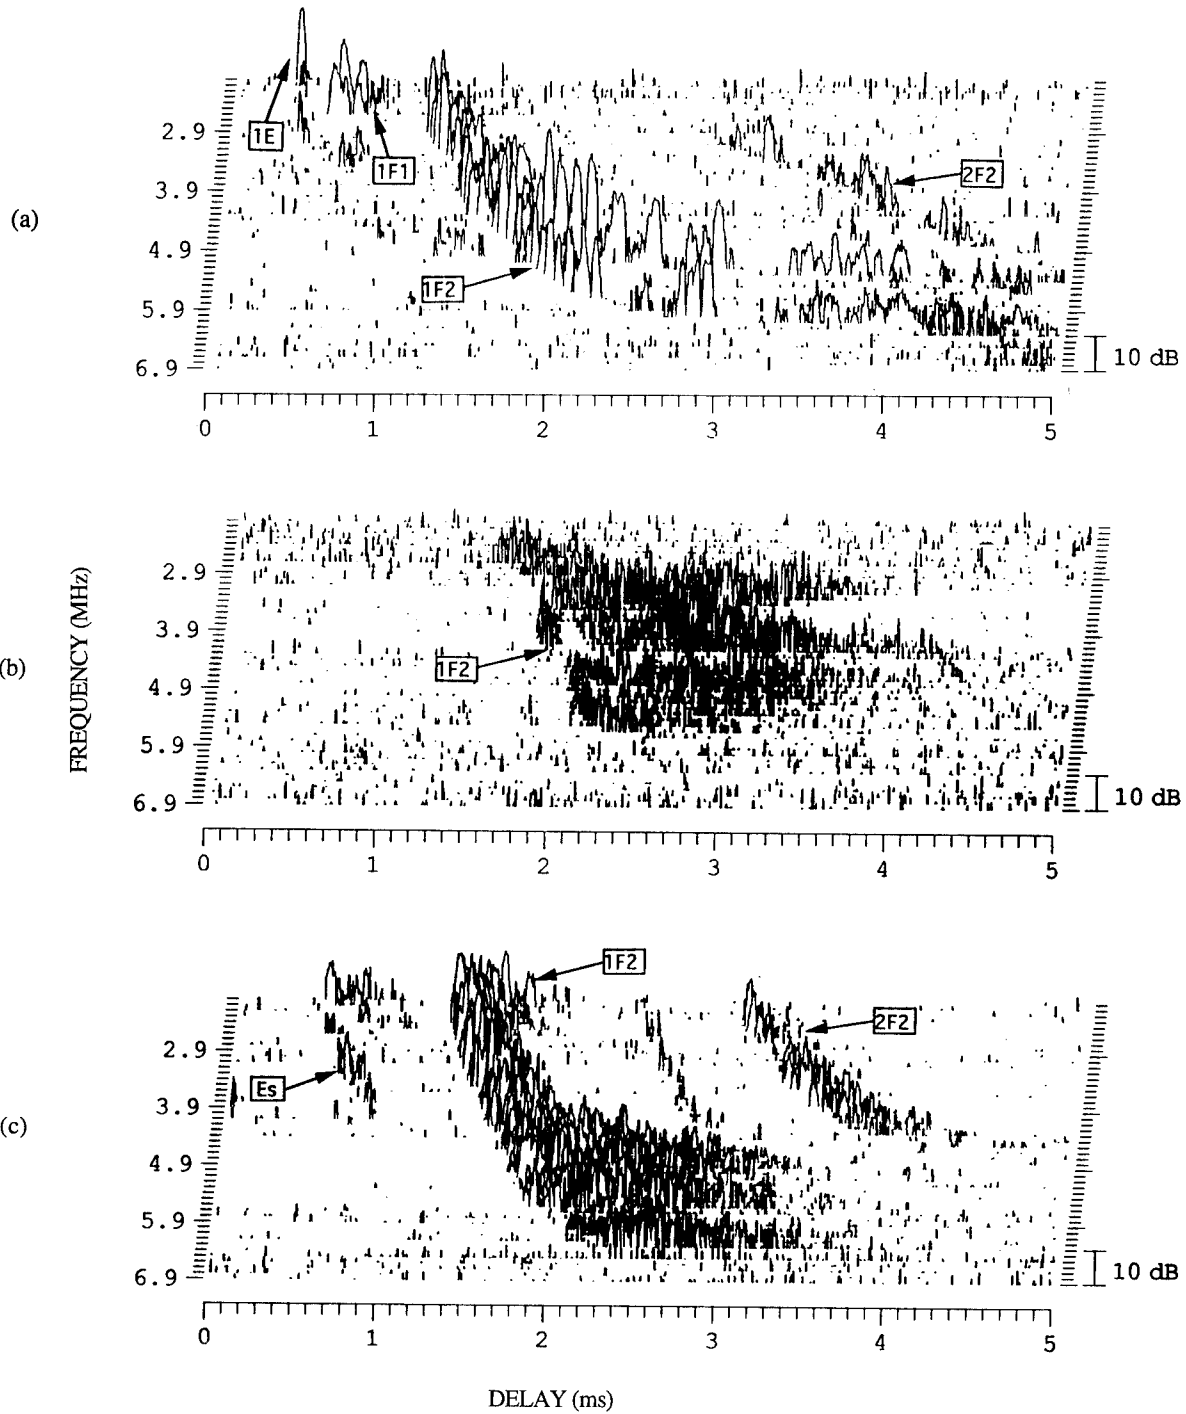 (a)
1E
1F1
1F2
2F2
2.9
3.9
4.9
5.9
6.9
10 dB
0 1 2 3 4 5
(b)
FREQUENCY (MHz)
1F2
2.9
3.9
4.9
5.9
6.9
10 dB
0 1 2 3 4 5
(c)
1F2
2F2
Es
2.9
3.9
4.9
5.9
6.9
10 dB
0 1 2 3 4 5
DELAY (ms)